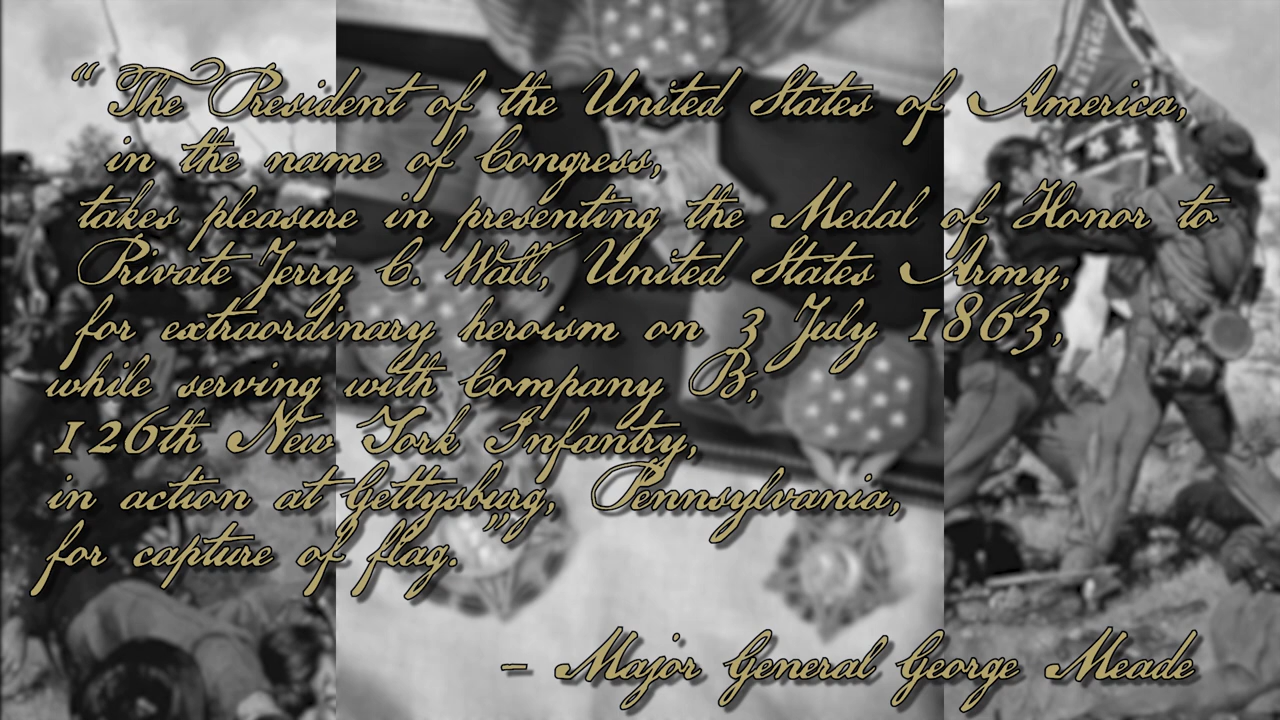 “ The President of the United States of America,
in the name of Congress,
takes pleasure in presenting the Medal of Honor to
Private Jerry C. Wall, United States Army,
for extraordinary heroism on 3 July 1863,
while serving with Company B,
126th New York Infantry,
in action at Gettysburg, Pennsylvania,
for capture of flag.”
- Major General George Meade